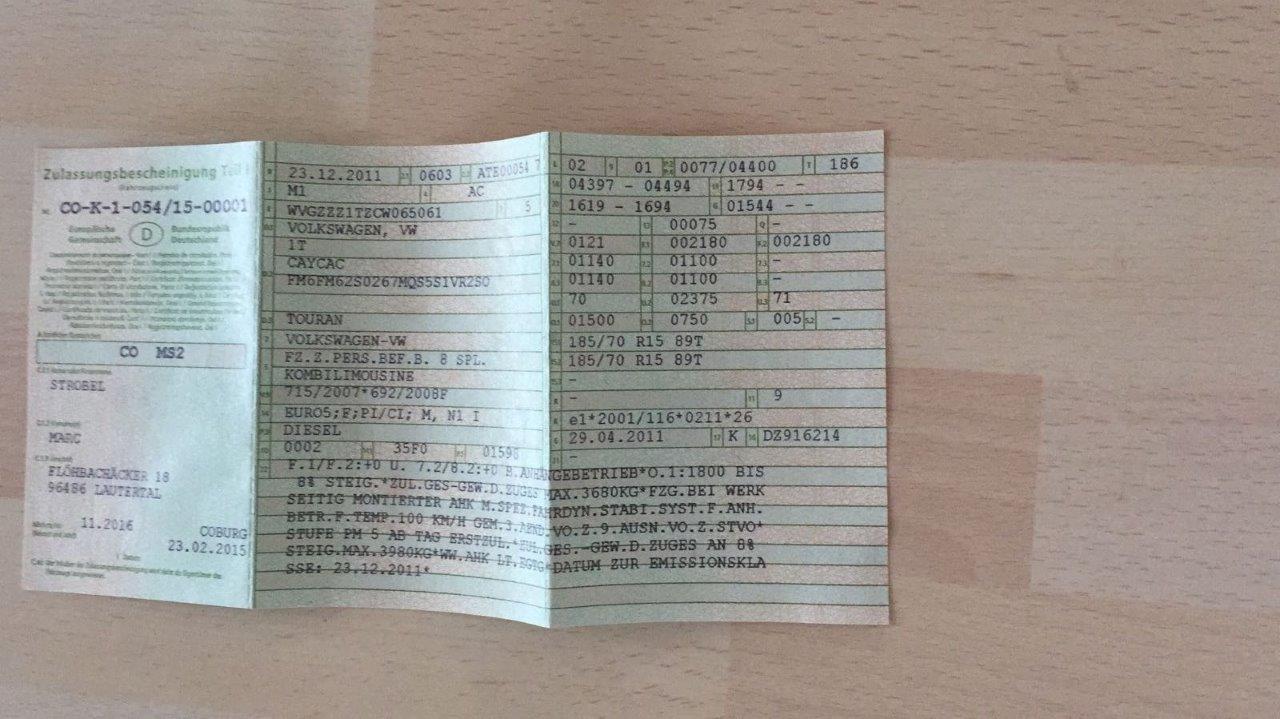 Zulassungsbescheinigung Teil I
(Fahrzeugschein)
Nr. CO-K-1-054/15-00001
Europäische Gemeinschaft D Bundesrepublik Deutschland
CO MS2
STROBEL
MARC
FLÖHBACHÄCKER 18
96486 LAUTERTAL
11.2016
COBURG
23.02.2015
23.12.2011 0603 ATE00054 7
M1 AC
WVGZZZ1TZCW065061 5
VOLKSWAGEN, VW
1T
CAYCAC
FM6FM62S0267MQS5S1VR2S0
TOURAN
VOLKSWAGEN-VW
FZ.Z.PERS.BEF.B. 8 SPL.
KOMBILIMOUSINE
715/2007*692/2008F
EURO5;F;PI/CI; M, N1 I
DIESEL
0002 35F0 01598
02 01 0077/04400 186
04397 - 04494 1794 - -
1619 - 1694 01544 - -
- 00075 -
0121 002180 002180
01140 01100 -
01140 01100 -
70 02375 71
01500 0750 005 -
185/70 R15 89T
185/70 R15 89T
-
- 9
e1*2001/116*0211*26
29.04.2011 K DZ916214
F.1/F.2:+0 U. 7.2/8.2:+0 B.ANHÄNGEBETRIEB*O.1:1800 BIS
8% STEIG.*ZUL.GES-GEW.D.ZUGES MAX.3680KG*FZG.BEI WERK
SEITIG MONTIERTER AHK M.SPEZ.FAHRDYN.STABI.SYST.F.ANH.
BETR.F.TEMP.100 KM/H GEM.3.AEND.VO.Z.9.AUSN.VO.Z.STVO*
STUFE PM 5 AB TAG ERSTZUL.*ZUL.GES.-GEW.D.ZUGES AN 8%
STEIG.MAX.3980KG*WW.AHK LT.EGTG*DATUM ZUR EMISSIONSKLA
SSE: 23.12.2011*